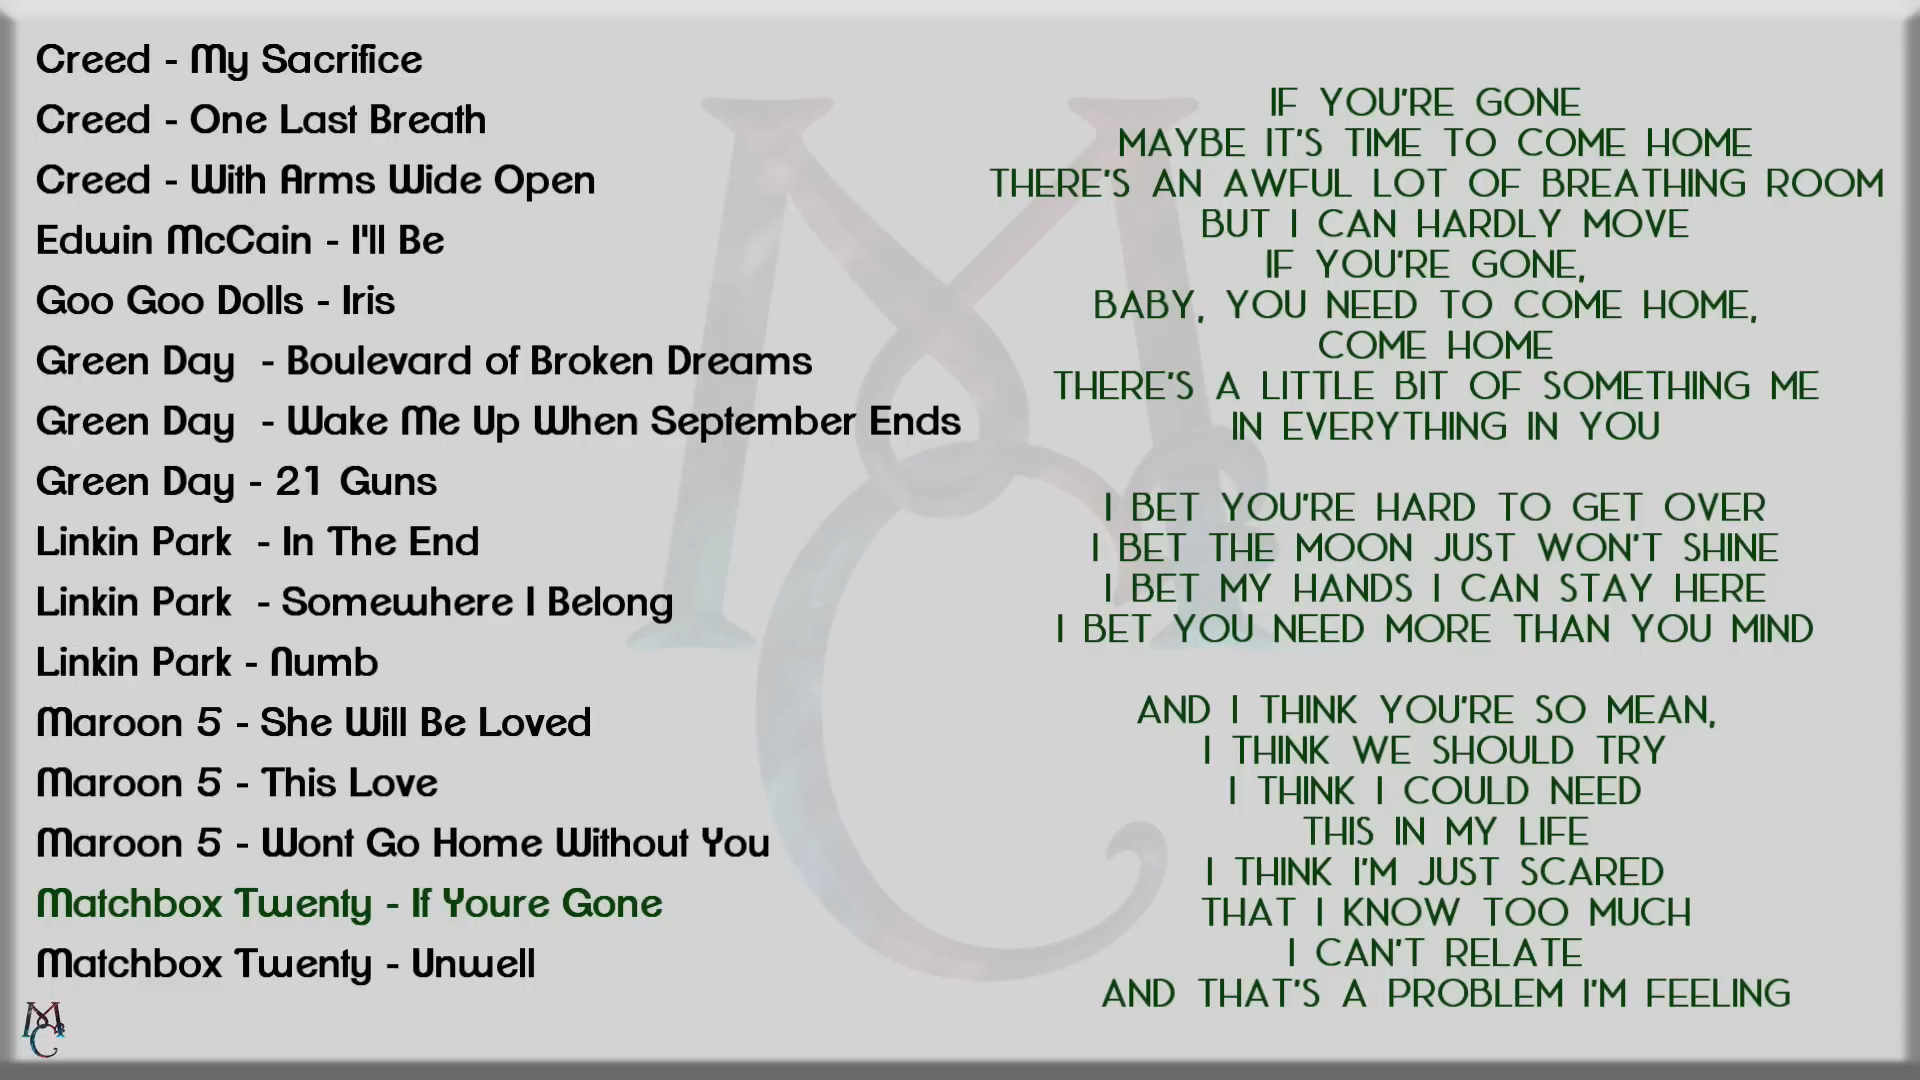 Creed - My Sacrifice
Creed - One Last Breath
Creed - With Arms Wide Open
Edwin McCain - I'll Be
Goo Goo Dolls - Iris
Green Day  - Boulevard of Broken Dreams
Green Day  - Wake Me Up When September Ends
Green Day - 21 Guns
Linkin Park  - In The End
Linkin Park  - Somewhere I Belong
Linkin Park - Numb
Maroon 5 - She Will Be Loved
Maroon 5 - This Love
Maroon 5 - Wont Go Home Without You
Matchbox Twenty - If Youre Gone
Matchbox Twenty - Unwell
IF YOU'RE GONE
MAYBE IT'S TIME TO COME HOME
THERE'S AN AWFUL LOT OF BREATHING ROOM
BUT I CAN HARDLY MOVE
IF YOU'RE GONE,
BABY, YOU NEED TO COME HOME,
COME HOME
THERE'S A LITTLE BIT OF SOMETHING ME
IN EVERYTHING IN YOU
I BET YOU'RE HARD TO GET OVER
I BET THE MOON JUST WON'T SHINE
I BET MY HANDS I CAN STAY HERE
I BET YOU NEED MORE THAN YOU MIND
AND I THINK YOU'RE SO MEAN,
I THINK WE SHOULD TRY
I THINK I COULD NEED
THIS IN MY LIFE
I THINK I'M JUST SCARED
THAT I KNOW TOO MUCH
I CAN'T RELATE
AND THAT'S A PROBLEM I'M FEELING